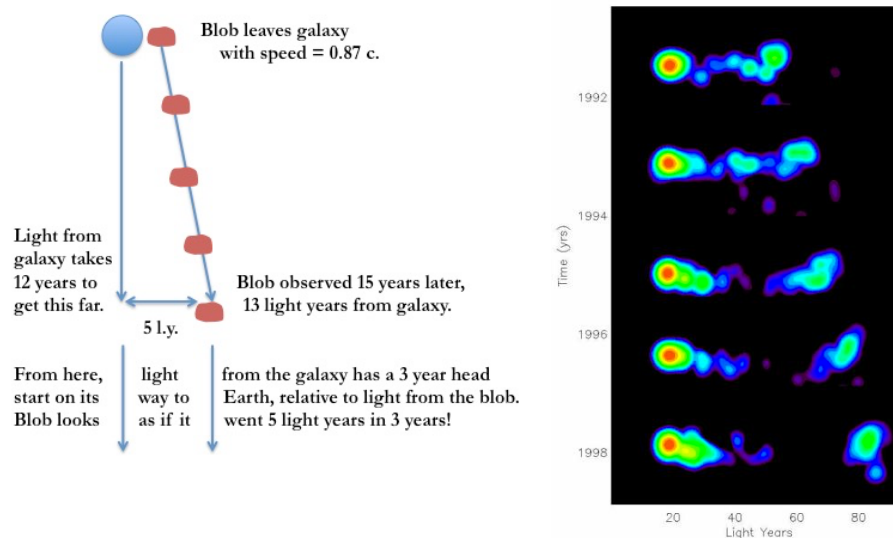 Blob leaves galaxy
with speed = 0.87 c.
Light from
galaxy takes
12 years to
get this far.
Blob observed 15 years later,
13 light years from galaxy.
5 l.y.
From here, light from the galaxy has a 3 year head
start on its way to Earth, relative to light from the blob.
Blob looks as if it went 5 light years in 3 years!
1992
1994
1996
1998
Time (yrs)
20 40 60 80
Light Years